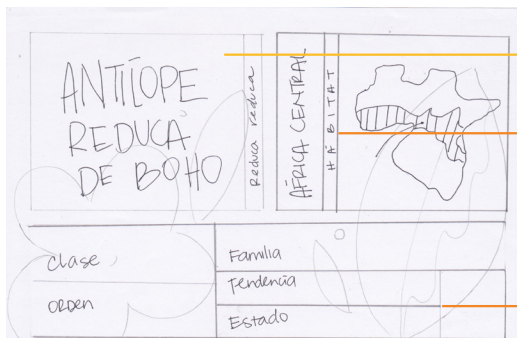 ANTÍLOPE
REDUCA
DE BOHO
Reduca reduca
ÁFRICA CENTRAL
HÁBITAT
Clase
ORDEN
Familia
Tendencia
Estado